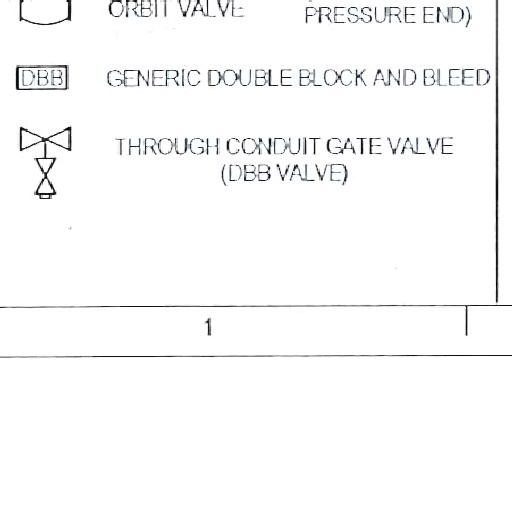 ORBIT VALVE
PRESSURE END)
DBB GENERIC DOUBLE BLOCK AND BLEED
THROUGH CONDUIT GATE VALVE
(DBB VALVE)
1